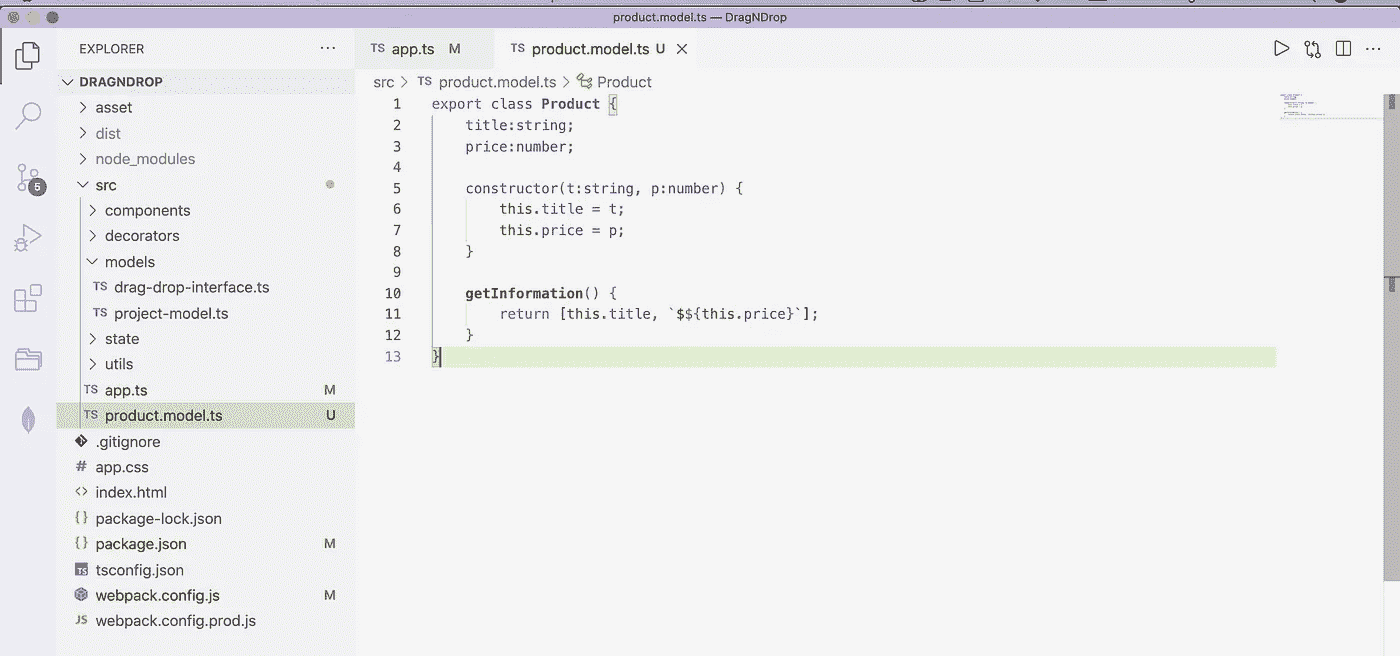 product.model.ts — DragNDrop
EXPLORER ···
TS app.ts M
TS product.model.ts U
DRAGNDROP
src > TS product.model.ts > Product
asset
dist
node_modules
src
components
decorators
models
TS drag-drop-interface.ts
TS project-model.ts
state
utils
TS app.ts M
TS product.model.ts U
.gitignore
# app.css
<> index.html
{} package-lock.json
{} package.json M
TS tsconfig.json
webpack.config.js M
JS webpack.config.prod.js
5
1 export class Product {
2     title:string;
3     price:number;
4
5     constructor(t:string, p:number) {
6         this.title = t;
7         this.price = p;
8     }
9
10     getInformation() {
11         return [this.title, `$${this.price}`];
12     }
13 }